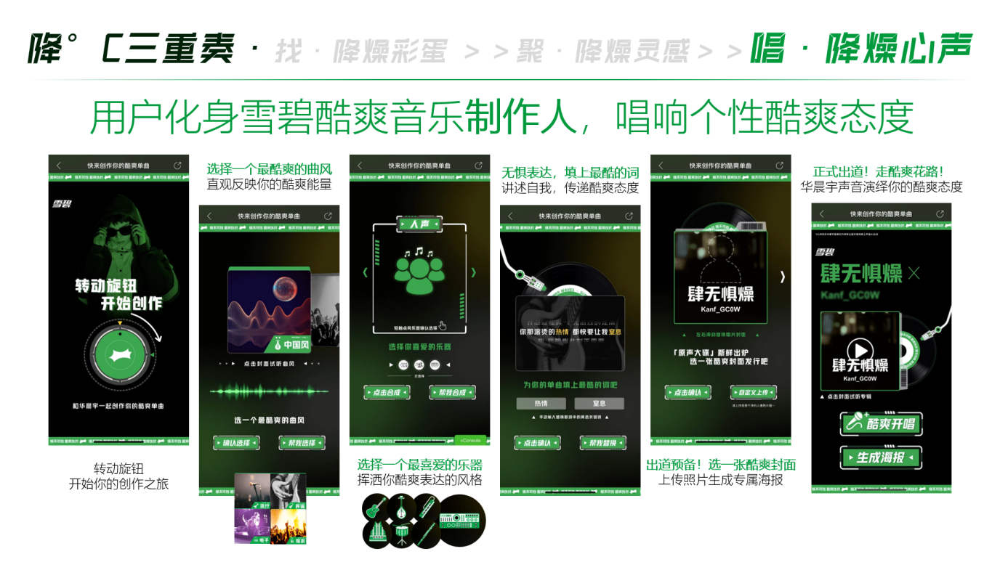 降°C三重奏·找·降燥彩蛋>>聚·降燥灵感>>唱·降燥心声
用户化身雪碧酷爽音乐制作人，唱响个性酷爽态度
快来创作你的酷爽单曲
雪碧
转动旋钮
开始创作
和华晨宇一起创作你的酷爽单曲
转动旋钮
开始你的创作之旅
选择一个最酷爽的曲风
直观反映你的酷爽能量
快来创作你的酷爽单曲
中国风
点击封面试听曲风
选一个最酷爽的曲风
确认选择
帮我选择
流行
民谣
电子
摇滚
快来创作你的酷爽单曲
人声
轻触点亮乐器确认选择
选择你喜爱的乐器
已选择
点击合成
帮我合成
vConsole
选择一个最喜爱的乐器
挥洒你酷爽表达的风格
无惧表达，填上最酷的词
讲述自我，传递酷爽态度
快来创作你的酷爽单曲
你那滚烫的热情 都快要让我窒息
为你的单曲填上最酷的词吧
热情
窒息
▲ 手动输入替换歌词中的黄色关键词 ▲
点击确认
帮我替换
快来创作你的酷爽单曲
肆无惧燥
Kanf_GC0W
▲ 左右滑动替换唱片封面 ▲
「原声大碟」新鲜出炉
选一张酷爽封面发行吧
点击确认
自定义上传
出道预备！选一张酷爽封面
上传照片生成专属海报
正式出道！走酷爽花路！
华晨宇声音演绎你的酷爽态度
快来创作你的酷爽单曲
雪碧
肆无惧燥×
Kanf_GC0W
肆无惧燥
Kanf_GC0W
▲ 点击封面试听专辑
酷爽开唱
生成海报